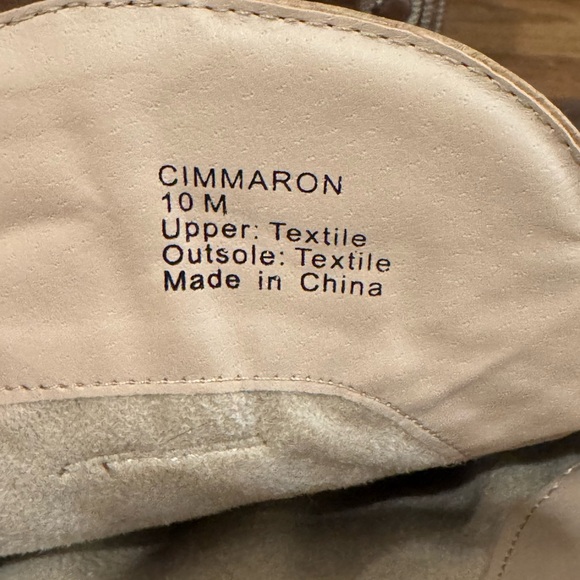 CIMMARON
10 M
Upper: Textile
Outsole: Textile
Made in China